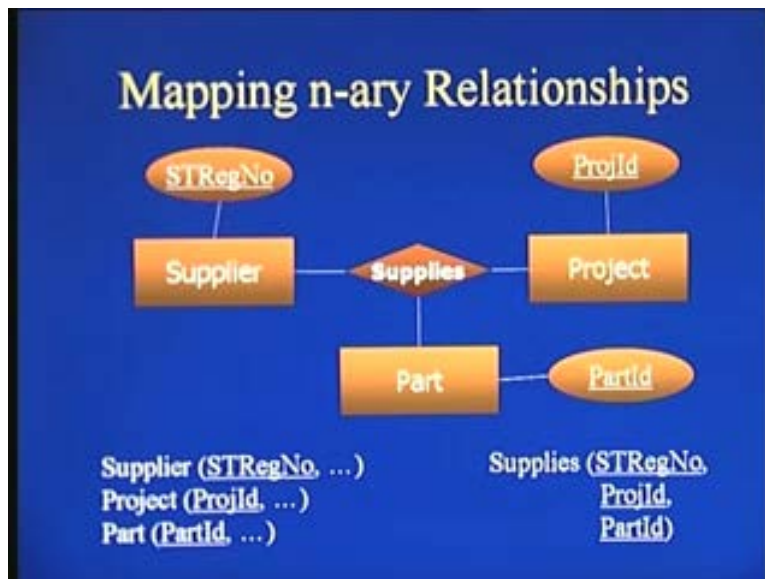 Mapping n-ary Relationships
STRegNo
ProjId
Supplier
Supplies
Project
Part
PartId
Supplier (STRegNo, ...)
Project (ProjId, ...)
Part (PartId, ...)
Supplies (STRegNo,
ProjId,
PartId)